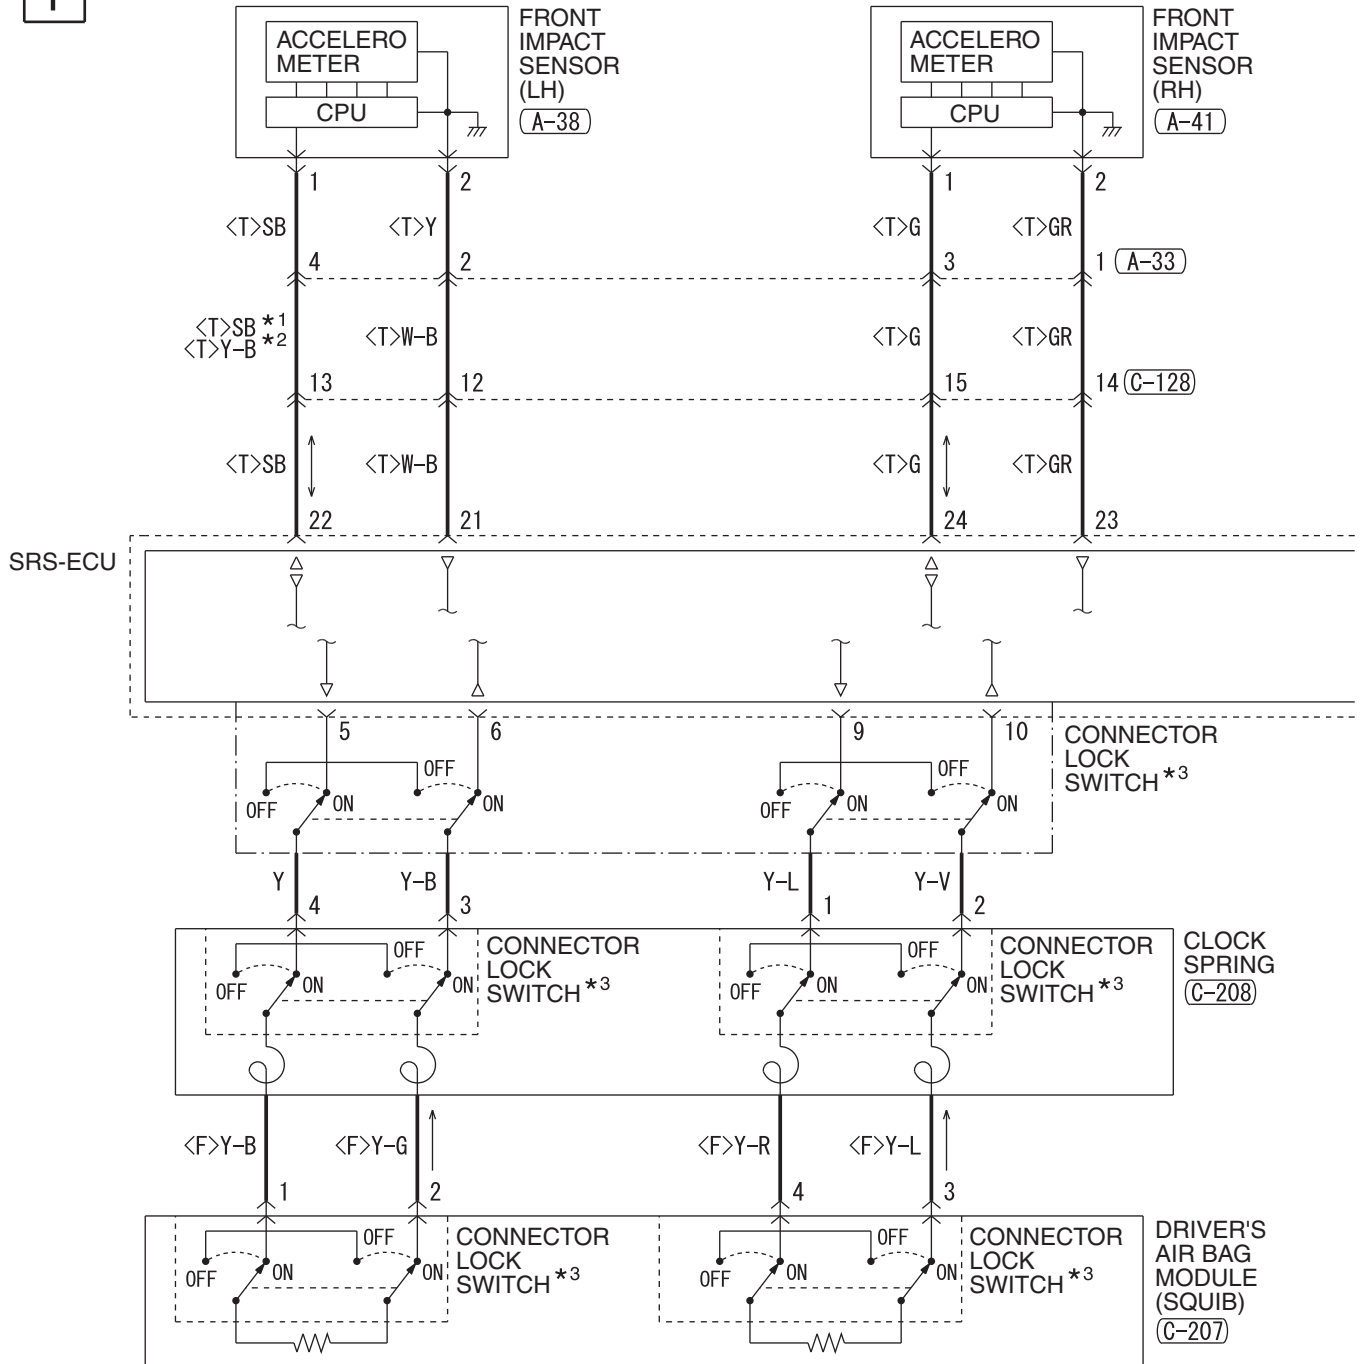 1
ACCELERO
METER
CPU
FRONT
IMPACT
SENSOR
(LH)
A-38
ACCELERO
METER
CPU
FRONT
IMPACT
SENSOR
(RH)
A-41
1 2 1 2
<T>SB <T>Y <T>G <T>GR
4 2 3 1 A-33
<T>SB *1
<T>Y-B *2
<T>W-B <T>G <T>GR
13 12 15 14 C-128
<T>SB <T>W-B <T>G <T>GR
22 21 24 23
SRS-ECU
5 6 9 10
CONNECTOR
LOCK
SWITCH *3
OFF OFF
OFF ON ON OFF ON ON
Y Y-B Y-L Y-V
4 3 1 2
CONNECTOR
LOCK
SWITCH *3
CONNECTOR
LOCK
SWITCH *3
CLOCK
SPRING
C-208
OFF OFF
OFF ON ON OFF ON ON
<F>Y-B <F>Y-G <F>Y-R <F>Y-L
1 2 4 3
CONNECTOR
LOCK
SWITCH *3
CONNECTOR
LOCK
SWITCH *3
DRIVER'S
AIR BAG
MODULE
(SQUIB)
C-207
OFF OFF
OFF ON ON OFF ON ON